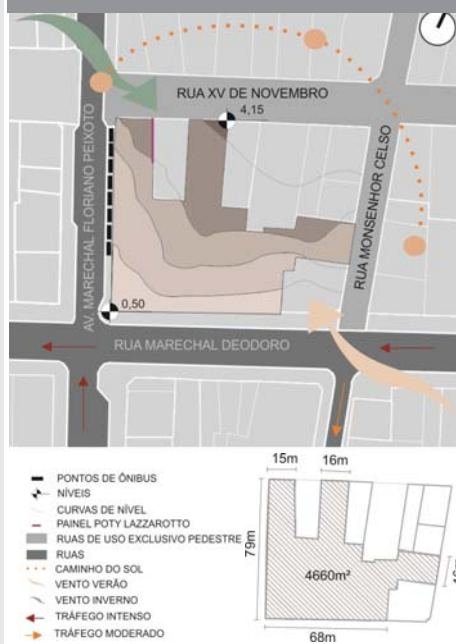 RUA XV DE NOVEMBRO
4,15
AV. MARECHAL FLORIANO PEIXOTO
RUA MONSENHOR CELSO
0,50
RUA MARECHAL DEODORO
PONTOS DE ÔNIBUS
NÍVEIS
CURVAS DE NÍVEL
PAINEL POTY LAZZAROTTO
RUAS DE USO EXCLUSIVO PEDESTRE
RUAS
CAMINHO DO SOL
VENTO VERÃO
VENTO INVERNO
TRÁFEGO INTENSO
TRÁFEGO MODERADO
15m
16m
79m
4660m²
68m